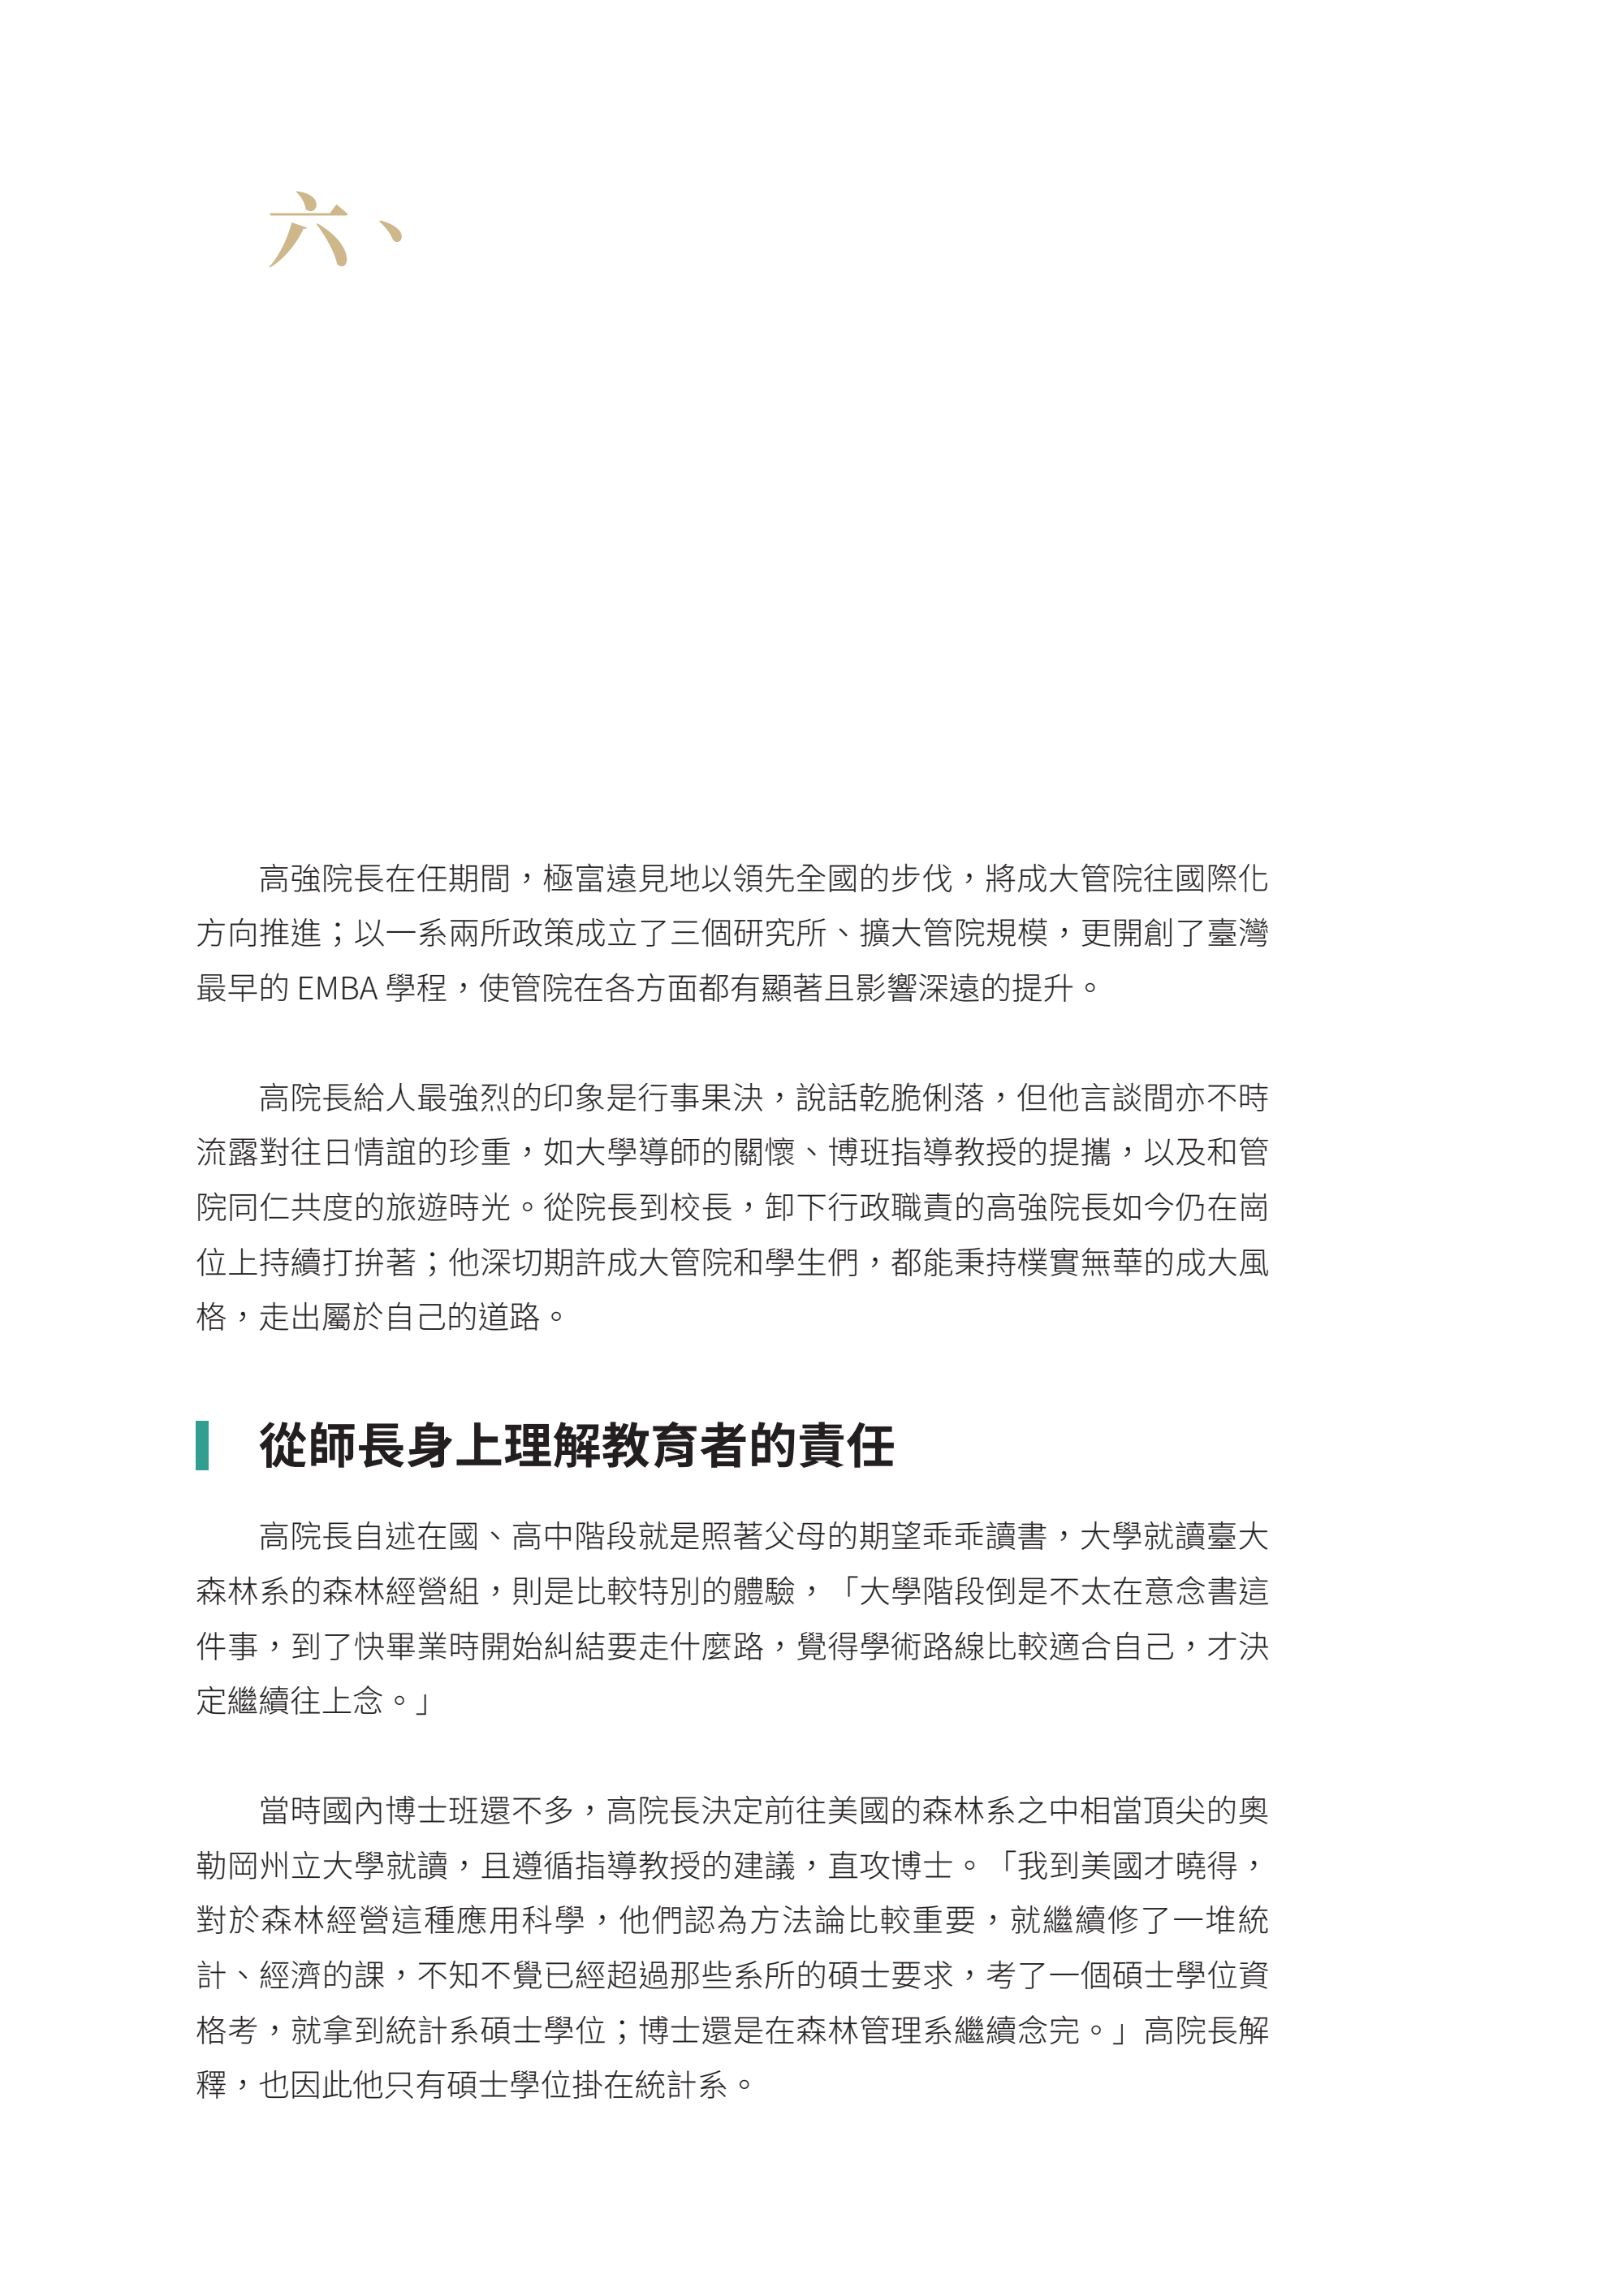 六、
高強院長在任期間，極富遠見地以領先全國的步伐，將成大管院往國際化
方向推進；以一系兩所政策成立了三個研究所、擴大管院規模，更開創了臺灣
最早的 EMBA 學程，使管院在各方面都有顯著且影響深遠的提升。
高院長給人最強烈的印象是行事果決，說話乾脆俐落，但他言談間亦不時
流露對往日情誼的珍重，如大學導師的關懷、博班指導教授的提攜，以及和管
院同仁共度的旅遊時光。從院長到校長，卸下行政職責的高強院長如今仍在崗
位上持續打拚著；他深切期許成大管院和學生們，都能秉持樸實無華的成大風
格，走出屬於自己的道路。
從師長身上理解教育者的責任
高院長自述在國、高中階段就是照著父母的期望乖乖讀書，大學就讀臺大
森林系的森林經營組，則是比較特別的體驗，「大學階段倒是不太在意念書這
件事，到了快畢業時開始糾結要走什麼路，覺得學術路線比較適合自己，才決
定繼續往上念。」
當時國內博士班還不多，高院長決定前往美國的森林系之中相當頂尖的奧
勒岡州立大學就讀，且遵循指導教授的建議，直攻博士。「我到美國才曉得，
對於森林經營這種應用科學，他們認為方法論比較重要，就繼續修了一堆統
計、經濟的課，不知不覺已經超過那些系所的碩士要求，考了一個碩士學位資
格考，就拿到統計系碩士學位；博士還是在森林管理系繼續念完。」高院長解
釋，也因此他只有碩士學位掛在統計系。